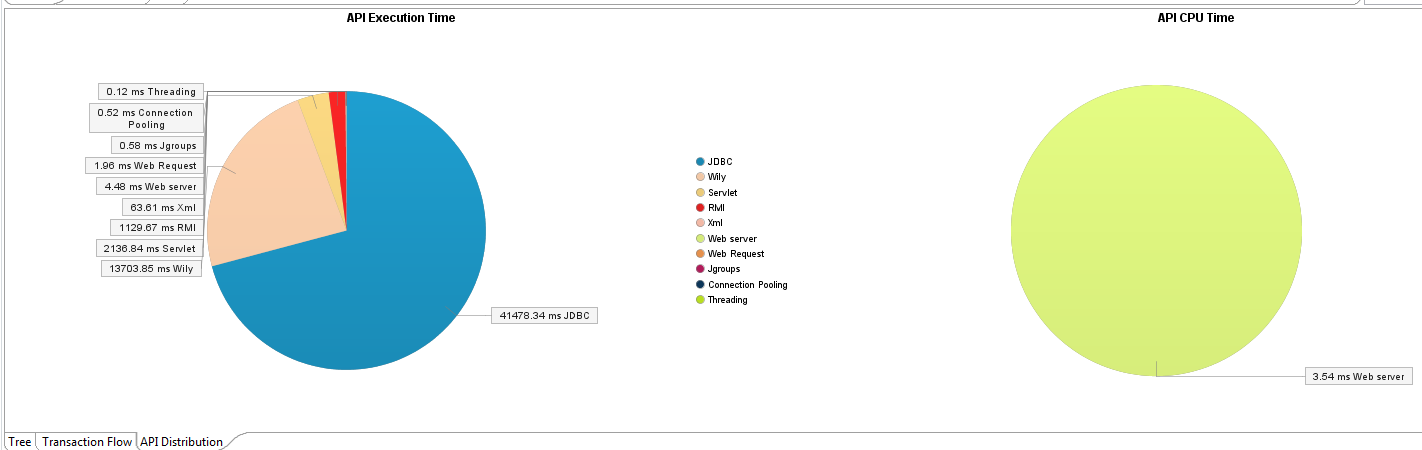 API Execution Time
API CPU Time
0.12 ms Threading
0.52 ms Connection
Pooling
0.58 ms Jgroups
1.96 ms Web Request
4.48 ms Web server
63.61 ms Xml
1129.67 ms RMI
2136.84 ms Servlet
13703.85 ms Wily
41478.34 ms JDBC
JDBC
Wily
Servlet
RMI
Xml
Web server
Web Request
Jgroups
Connection Pooling
Threading
3.54 ms Web server
Tree
Transaction Flow
API Distribution